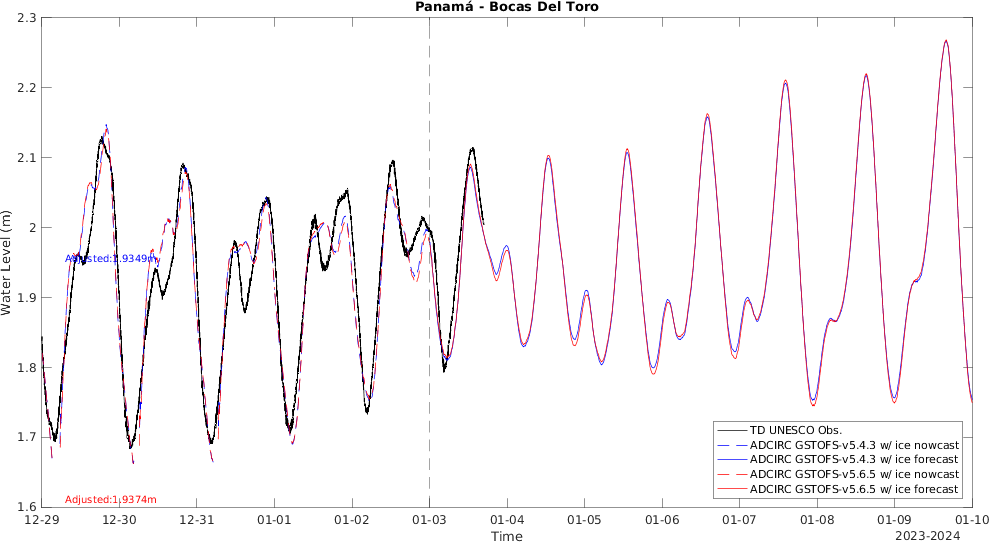 Panamá - Bocas Del Toro
2.3
2.2
2.1
2
1.9
1.8
1.7
1.6
Water Level (m)
Adjusted:1.9349m
Adjusted:1.9374m
TD UNESCO Obs.
ADCIRC GSTOFS-v5.4.3 w/ ice nowcast
ADCIRC GSTOFS-v5.4.3 w/ ice forecast
ADCIRC GSTOFS-v5.6.5 w/ ice nowcast
ADCIRC GSTOFS-v5.6.5 w/ ice forecast
12-29 12-30 12-31 01-01 01-02 01-03 01-04 01-05 01-06 01-07 01-08 01-09 01-10
Time
2023-2024